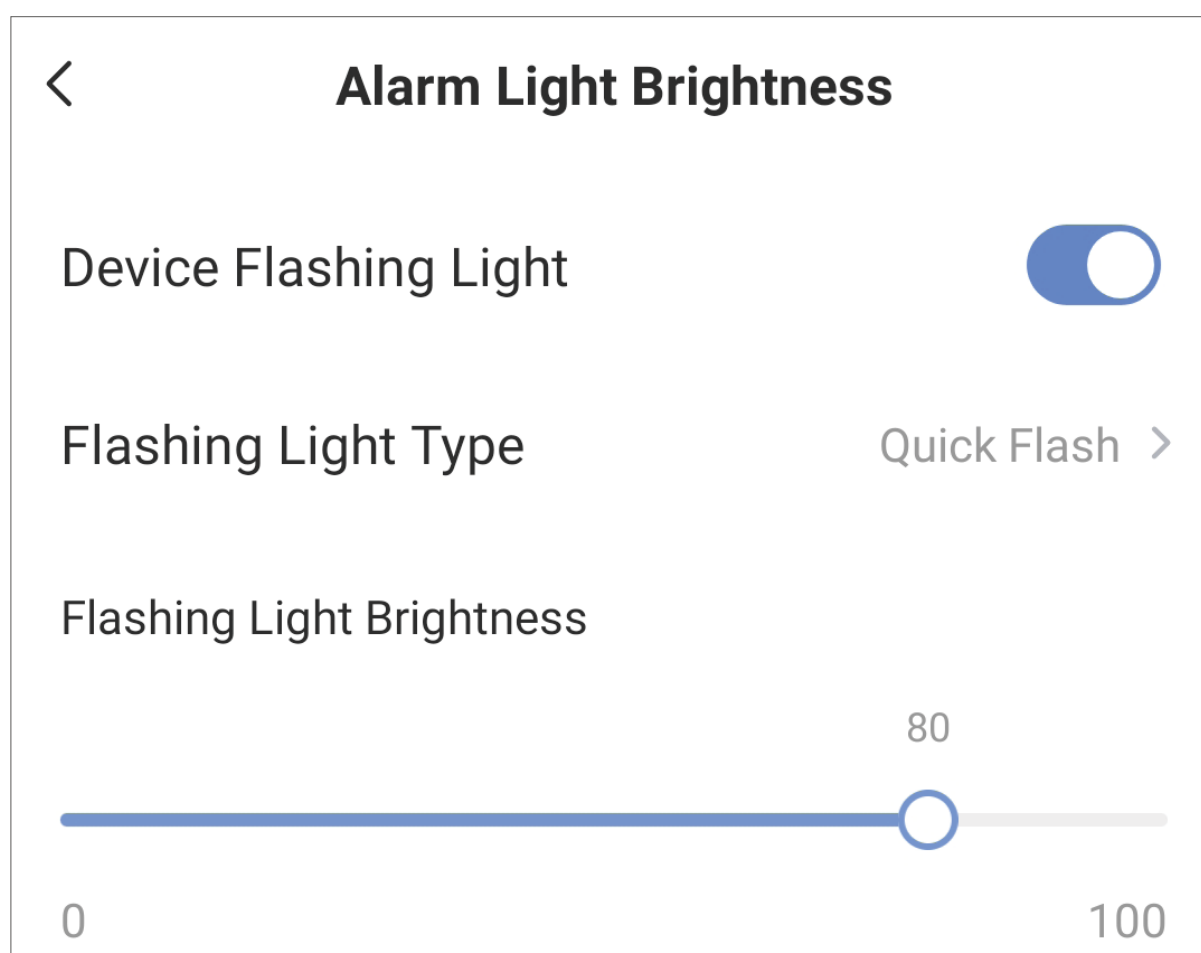 Alarm Light Brightness
Device Flashing Light
Flashing Light Type Quick Flash
Flashing Light Brightness
80
0 100